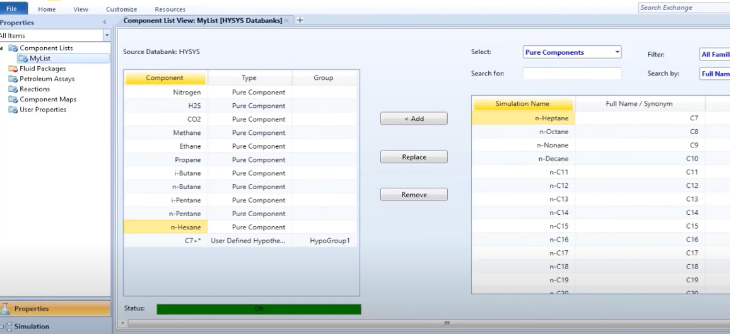 File Home View Customize Resources Search Exchange
Properties < Component List View: MyList [HYSYS Databanks] × +
All Items
Component Lists
MyList
Fluid Packages
Petroleum Assays
Reactions
Component Maps
User Properties
Source Databank: HYSYS
Select: Pure Components Filter: All Famili
Search for: Search by: Full Nam
Component Type Group
Nitrogen Pure Component
H2S Pure Component
CO2 Pure Component
Methane Pure Component
Ethane Pure Component
Propane Pure Component
i-Butane Pure Component
n-Butane Pure Component
i-Pentane Pure Component
n-Pentane Pure Component
n-Hexane Pure Component
C7+* User Defined Hypothe... HypoGroup1
< Add
Replace
Remove
Simulation Name Full Name / Synonym
n-Heptane C7
n-Octane C8
n-Nonane C9
n-Decane C10
n-C11 C11
n-C12 C12
n-C13 C13
n-C14 C14
n-C15 C15
n-C16 C16
n-C17 C17
n-C18 C18
n-C19 C19
n-C20 C20
Status: OK
Properties
Simulation